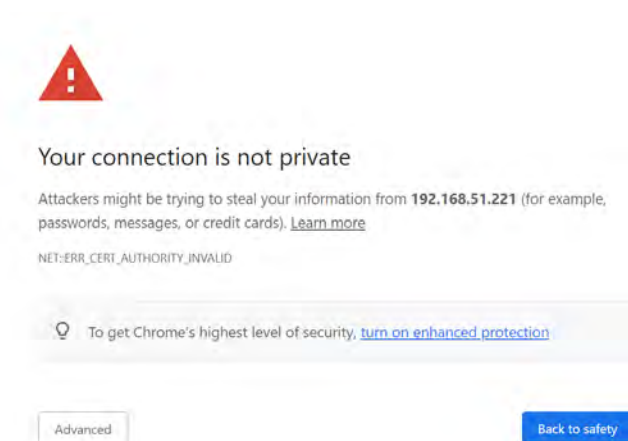 Your connection is not private
Attackers might be trying to steal your information from 192.168.51.221 (for example,
passwords, messages, or credit cards). Learn more
NET::ERR_CERT_AUTHORITY_INVALID
To get Chrome's highest level of security, turn on enhanced protection
Advanced
Back to safety